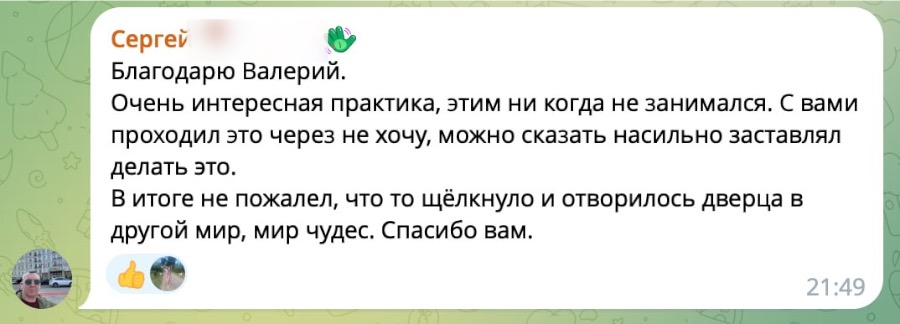 Сергей
Благодарю Валерий.
Очень интересная практика, этим ни когда не занимался. С вами
проходил это через не хочу, можно сказать насильно заставлял
делать это.
В итоге не пожалел, что то щёлкнуло и отворилось дверца в
другой мир, мир чудес. Спасибо вам.
21:49